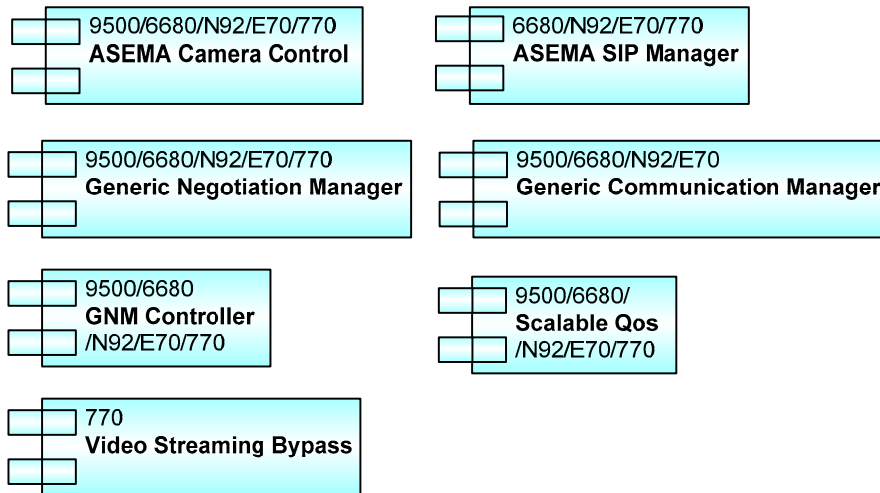 9500/6680/N92/E70/770
ASEMA Camera Control
6680/N92/E70/770
ASEMA SIP Manager
9500/6680/N92/E70/770
Generic Negotiation Manager
9500/6680/N92/E70
Generic Communication Manager
9500/6680
GNM Controller
/N92/E70/770
9500/6680/
Scalable Qos
/N92/E70/770
770
Video Streaming Bypass